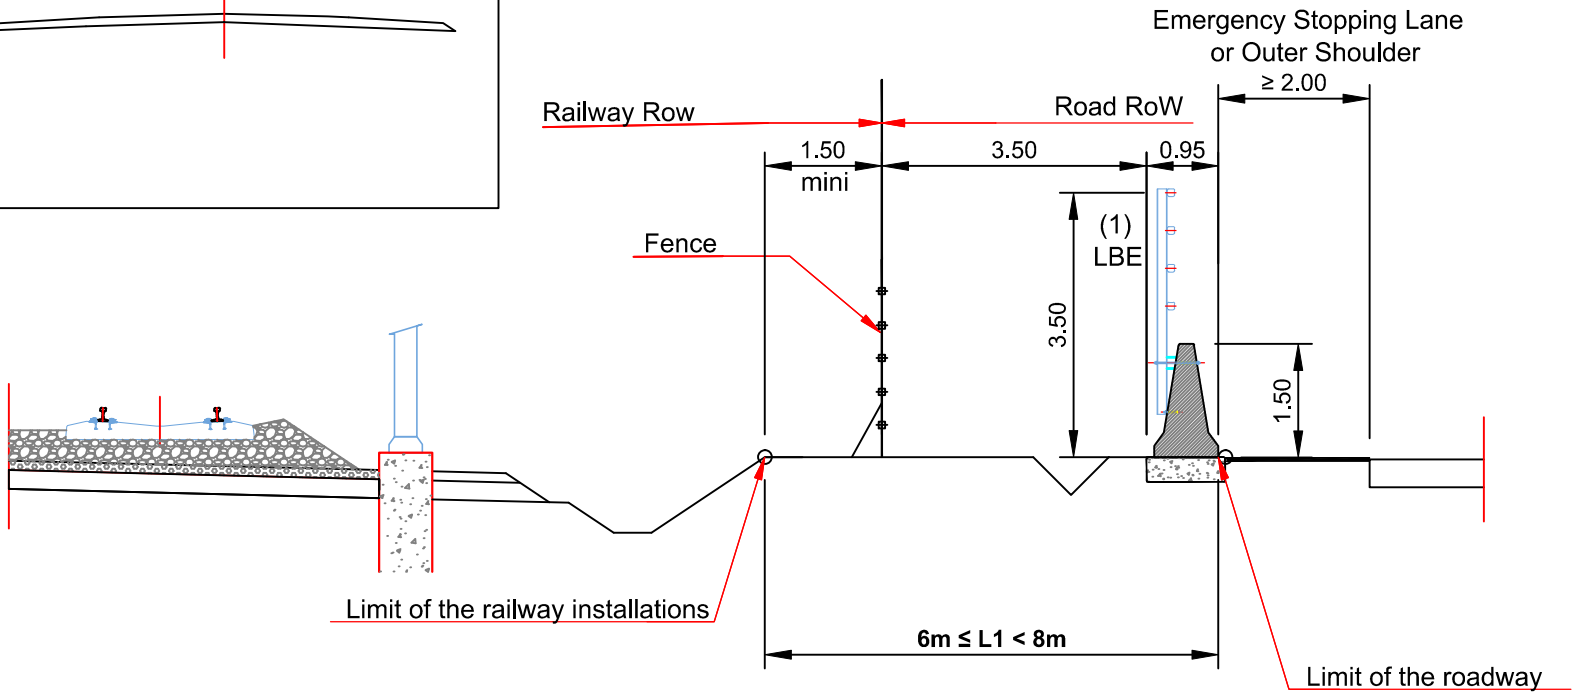 Emergency Stopping Lane
or Outer Shoulder
≥ 2.00
Railway Row
Road RoW
1.50
mini
3.50
0.95
(1)
LBE
Fence
3.50
1.50
Limit of the railway installations
6m ≤ L1 < 8m
Limit of the roadway